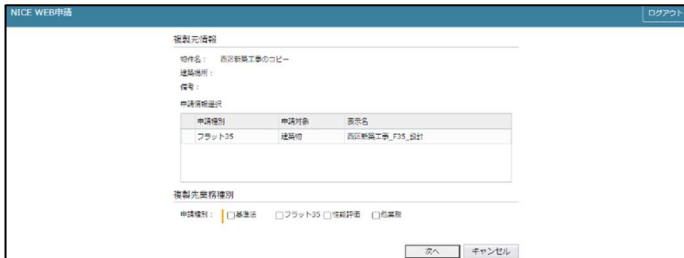 NICE WEB申請
ログアウト
複製元情報
物件名： 西区新築工事のコピー
建築場所：
備考：
申請情報選択
申請種別 申請対象 表示名
フラット35 建築物 西区新築工事_F35_設計
複製先業務種別
申請種別： 基準法 フラット35 性能評価 他業務
次へ キャンセル